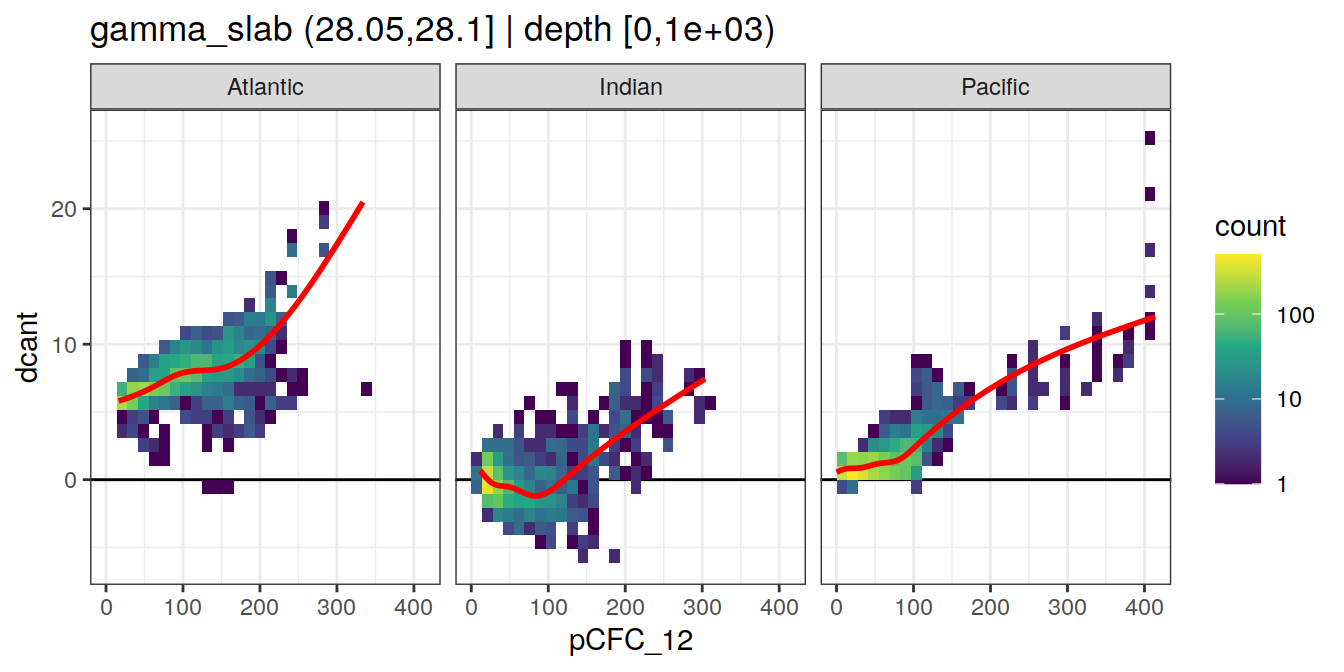 gamma_slab (28.05,28.1] | depth [0,1e+03)
Atlantic
Indian
Pacific
dcant
20
10
0
0 100 200 300 400
0 100 200 300 400
0 100 200 300 400
pCFC_12
count
100
10
1